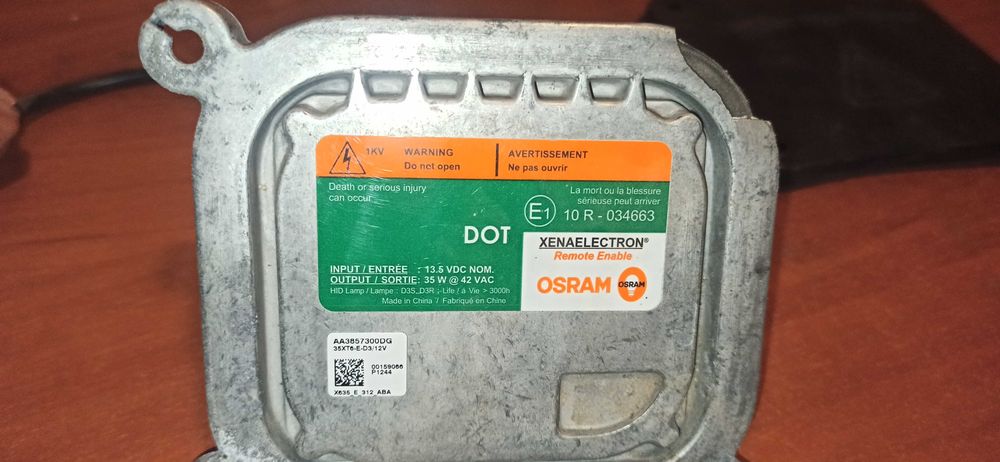 1KV WARNING AVERTISSEMENT
Do not open Ne pas ouvrir
Death or serious injury
can occur
La mort ou la blessure
sérieuse peut arriver
E1 10 R - 034663
DOT
XENAELECTRON®
Remote Enable
INPUT / ENTRÉE : 13.5 VDC NOM.
OUTPUT / SORTIE: 35 W @ 42 VAC
HID Lamp / Lampe : D3S_D3R ; Life / à Vie > 3000h
Made in China / Fabriqué en Chine
OSRAM OSRAM
AA3857300DG
35XT6-E-D3/12V
00159066
P1244
X635_E_312_ABA